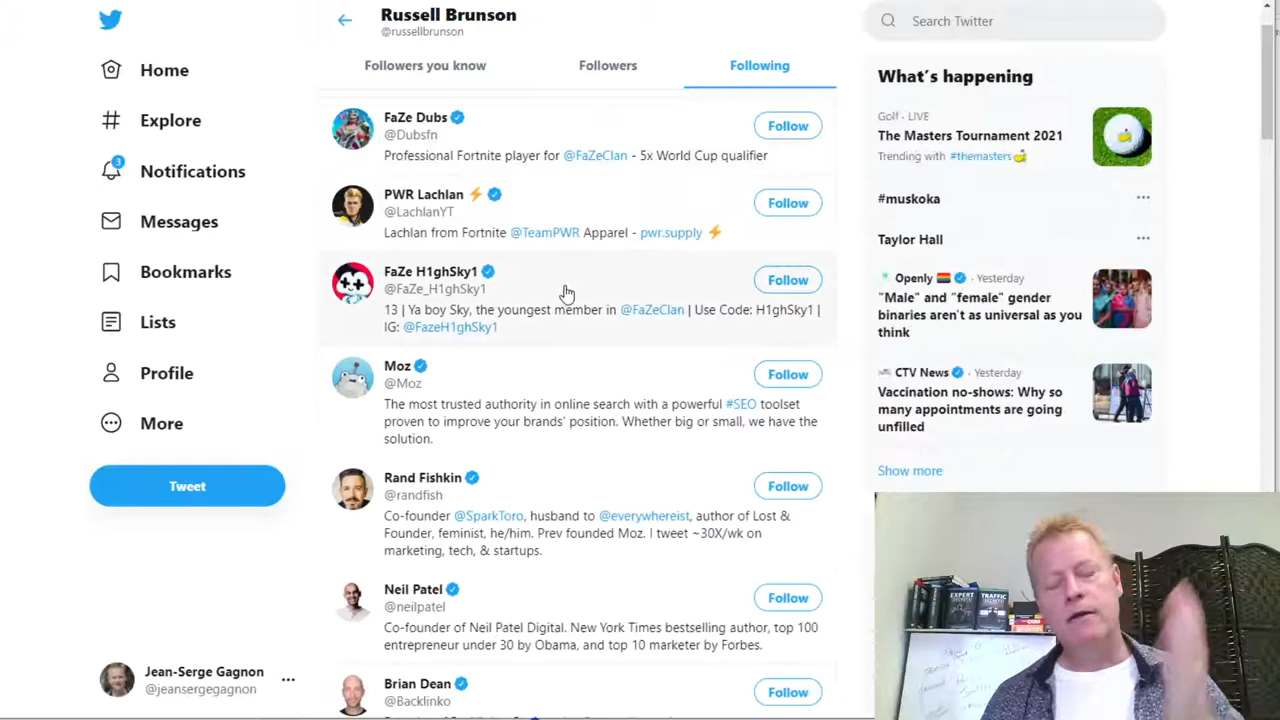 Russell Brunson
@russellbrunson
Followers you know
Followers
Following
Home
Explore
3
Notifications
Messages
Bookmarks
Lists
Profile
More
Tweet
Jean-Serge Gagnon
@jeansergegagnon
FaZe Dubs
@Dubsfn
Follow
Professional Fortnite player for @FaZeClan - 5x World Cup qualifier
PWR Lachlan ⚡
@LachlanYT
Follow
Lachlan from Fortnite @TeamPWR Apparel - pwr.supply ⚡
FaZe H1ghSky1
@FaZe_H1ghSky1
Follow
13 | Ya boy Sky, the youngest member in @FaZeClan | Use Code: H1ghSky1 |
IG: @FazeH1ghSky1
Moz
@Moz
Follow
The most trusted authority in online search with a powerful #SEO toolset
proven to improve your brands' position. Whether big or small, we have the
solution.
Rand Fishkin
@randfish
Follow
Co-founder @SparkToro, husband to @everywhereist, author of Lost &
Founder, feminist, he/him. Prev founded Moz. I tweet ~30X/wk on
marketing, tech, & startups.
Neil Patel
@neilpatel
Follow
Co-founder of Neil Patel Digital. New York Times bestselling author, top 100
entrepreneur under 30 by Obama, and top 10 marketer by Forbes.
Brian Dean
@Backlinko
Follow
Search Twitter
What's happening
Golf · LIVE
The Masters Tournament 2021
Trending with #themasters
#muskoka
Taylor Hall
Openly 🏳️‍🌈 · Yesterday
"Male" and "female" gender
binaries aren't as universal as you
think
CTV News · Yesterday
Vaccination no-shows: Why so
many appointments are going
unfilled
Show more
EXPERT
TRAFFIC